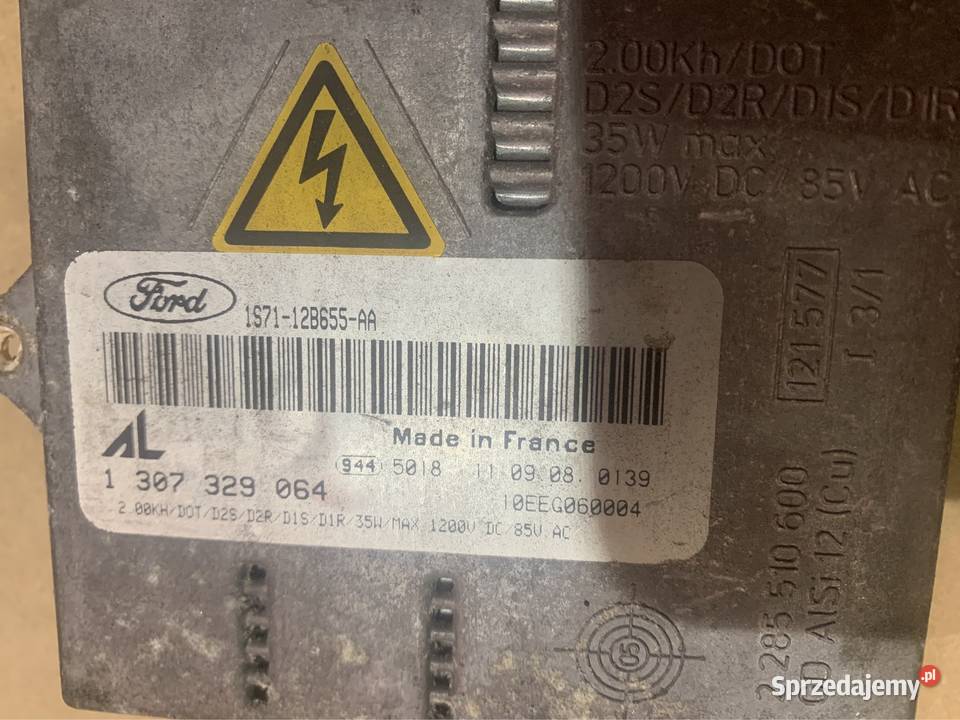 2.00Kh/DOT
D2S/D2R/D1S/D1R
35W max.
1200V DC/85V AC
Ford
1S71-12B655-AA
AL
Made in France
944 5018 11 09.08. 0139
1 307 329 064
10EEG060004
2.00KH/DOT/D2S/D2R/D1S/D1R/35W/MAX 1200V DC/85V AC
1215777
I 3/1
285 510 600
AlSi 12 (Cu)
05
Sprzedajemy.pl